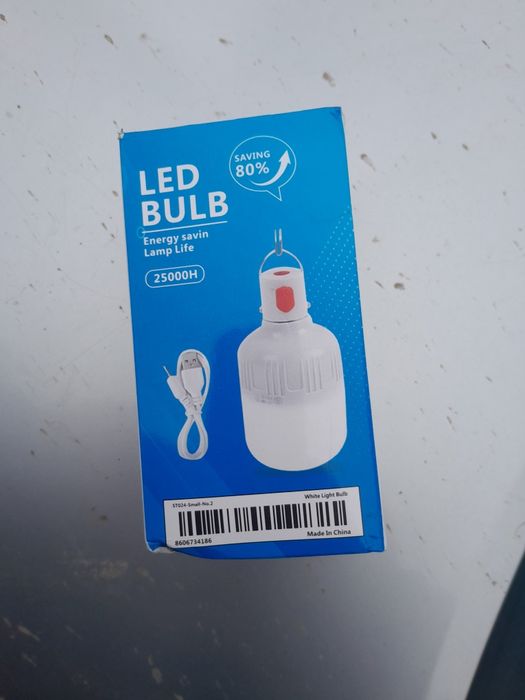 SAVING
80%
LED
BULB
Energy savin
Lamp Life
25000H
ST024-Small-No.2
White Light Bulb
8606734186
Made In China